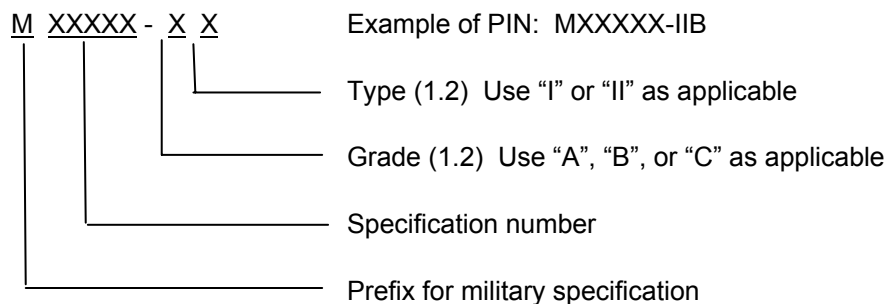 M XXXXX - X X Example of PIN: MXXXXX-IIB
Type (1.2) Use “I” or “II” as applicable
Grade (1.2) Use “A”, “B”, or “C” as applicable
Specification number
Prefix for military specification